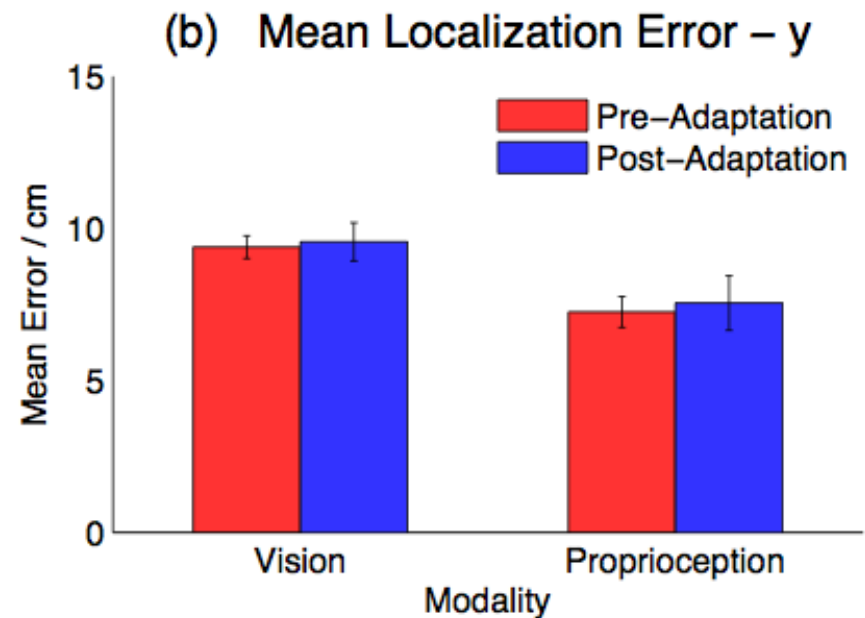 (b) Mean Localization Error – y
15
Pre–Adaptation
Post–Adaptation
10
Mean Error / cm
5
0
Vision Proprioception
Modality